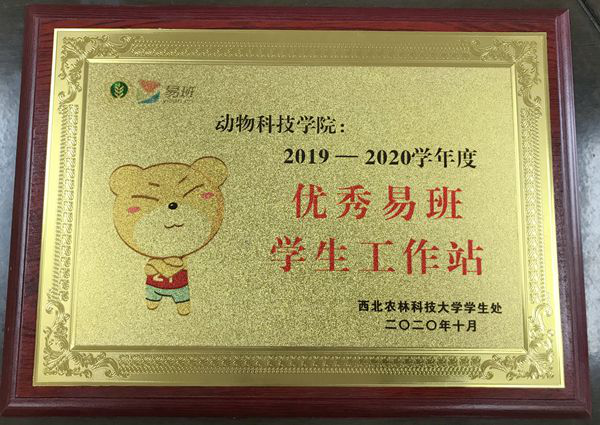 易班
动物科技学院：
2019 — 2020学年度
优秀易班
学生工作站
西北农林科技大学学生处
二〇二〇年十月